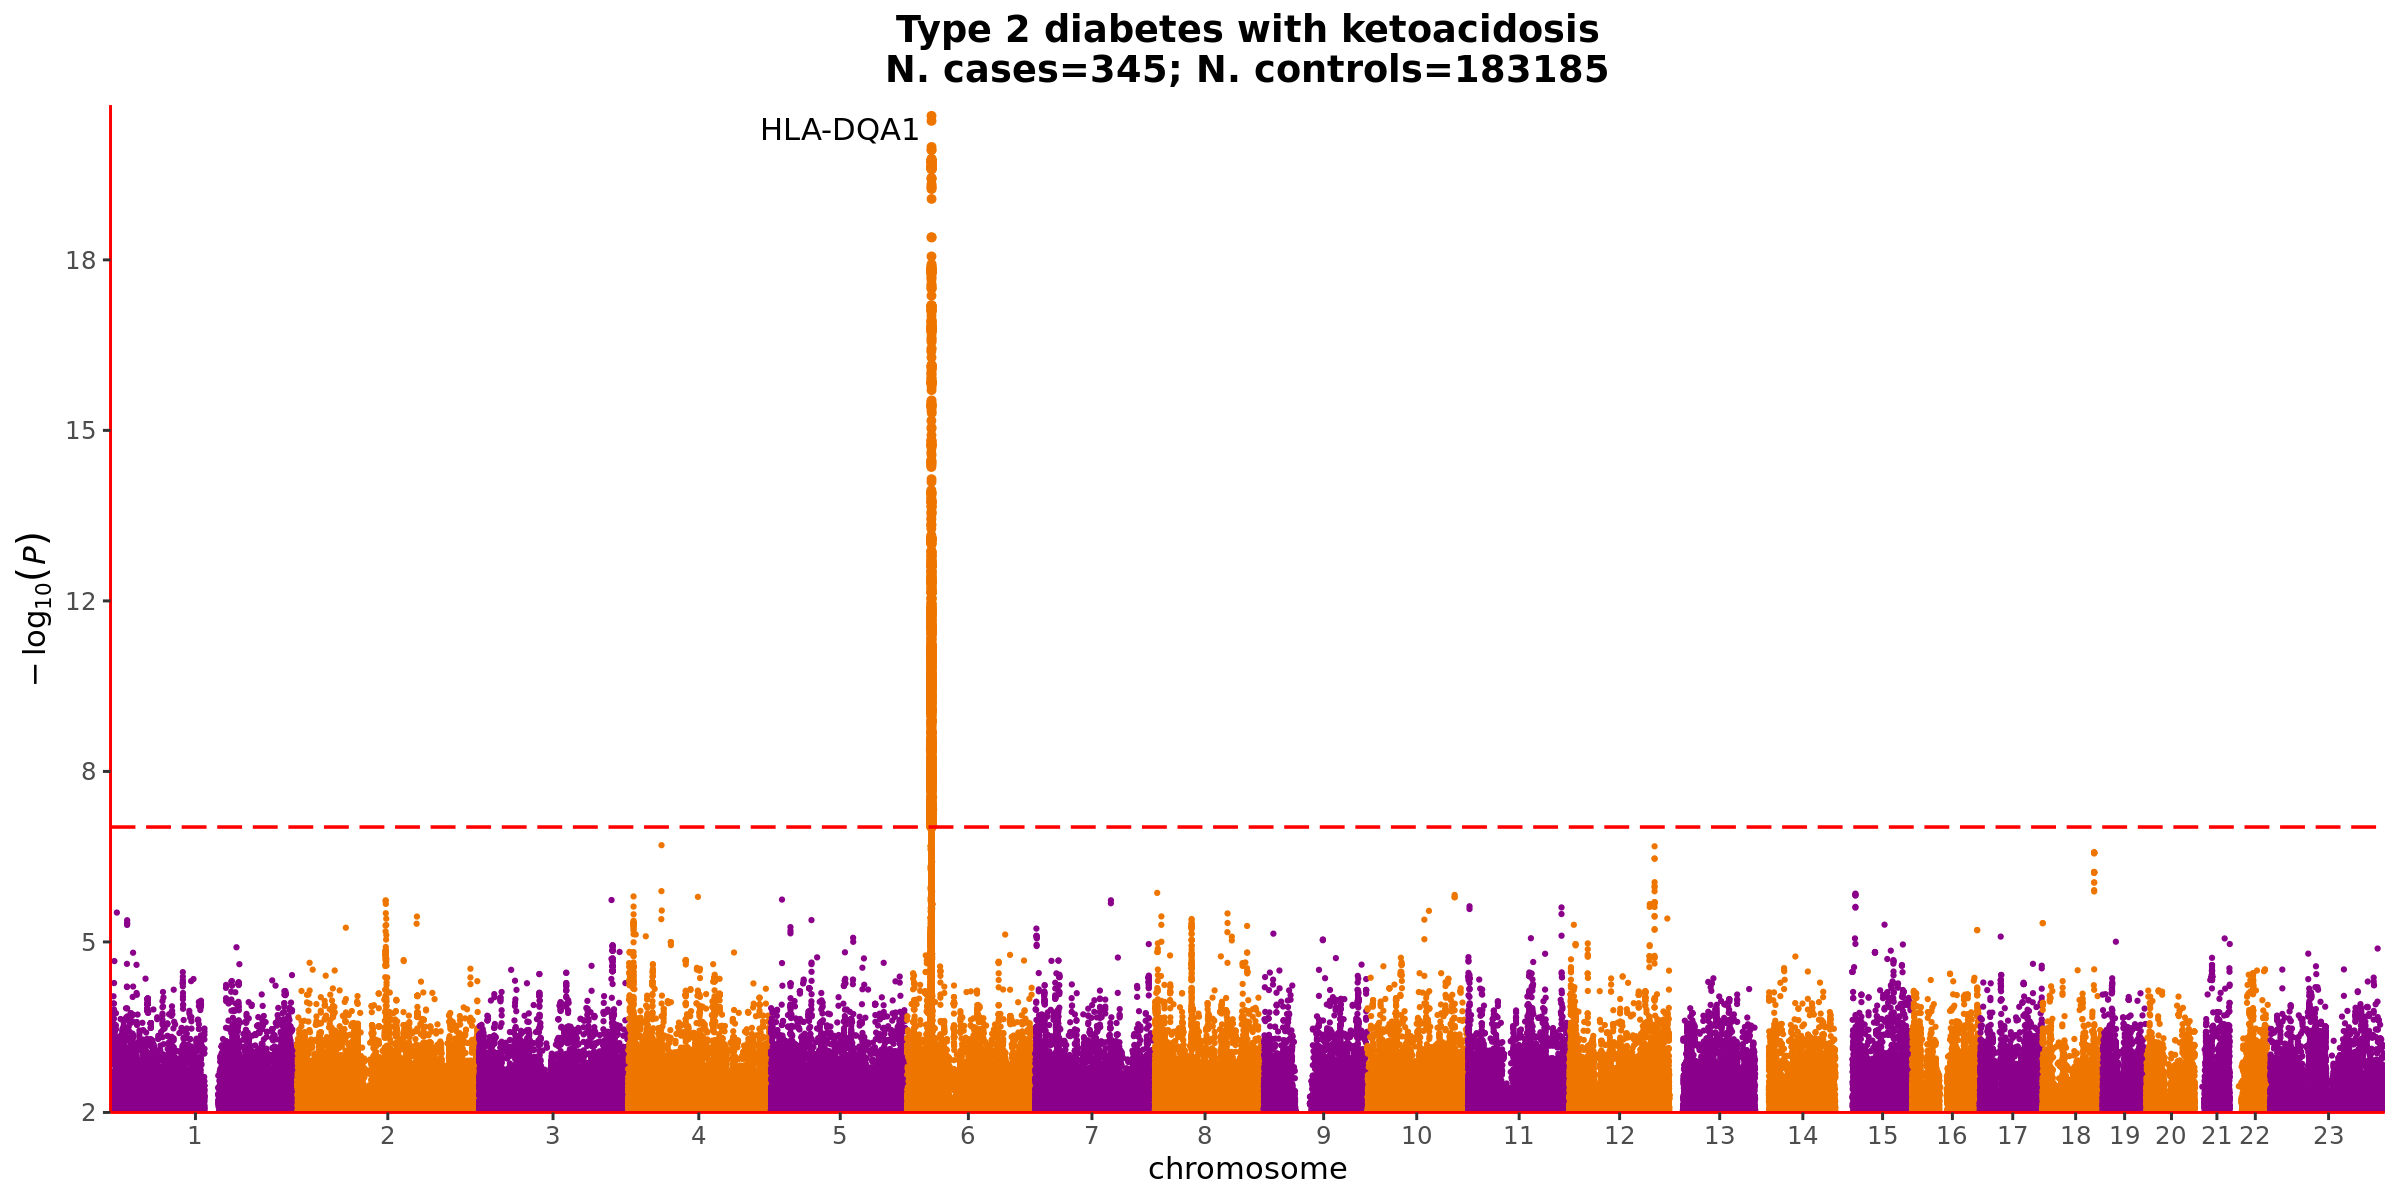 Type 2 diabetes with ketoacidosis
N. cases=345; N. controls=183185
HLA-DQA1
18
15
12
8
5
2
− log10(P)
1 2 3 4 5 6 7 8 9 10 11 12 13 14 15 16 17 18 19 20 21 22 23
chromosome